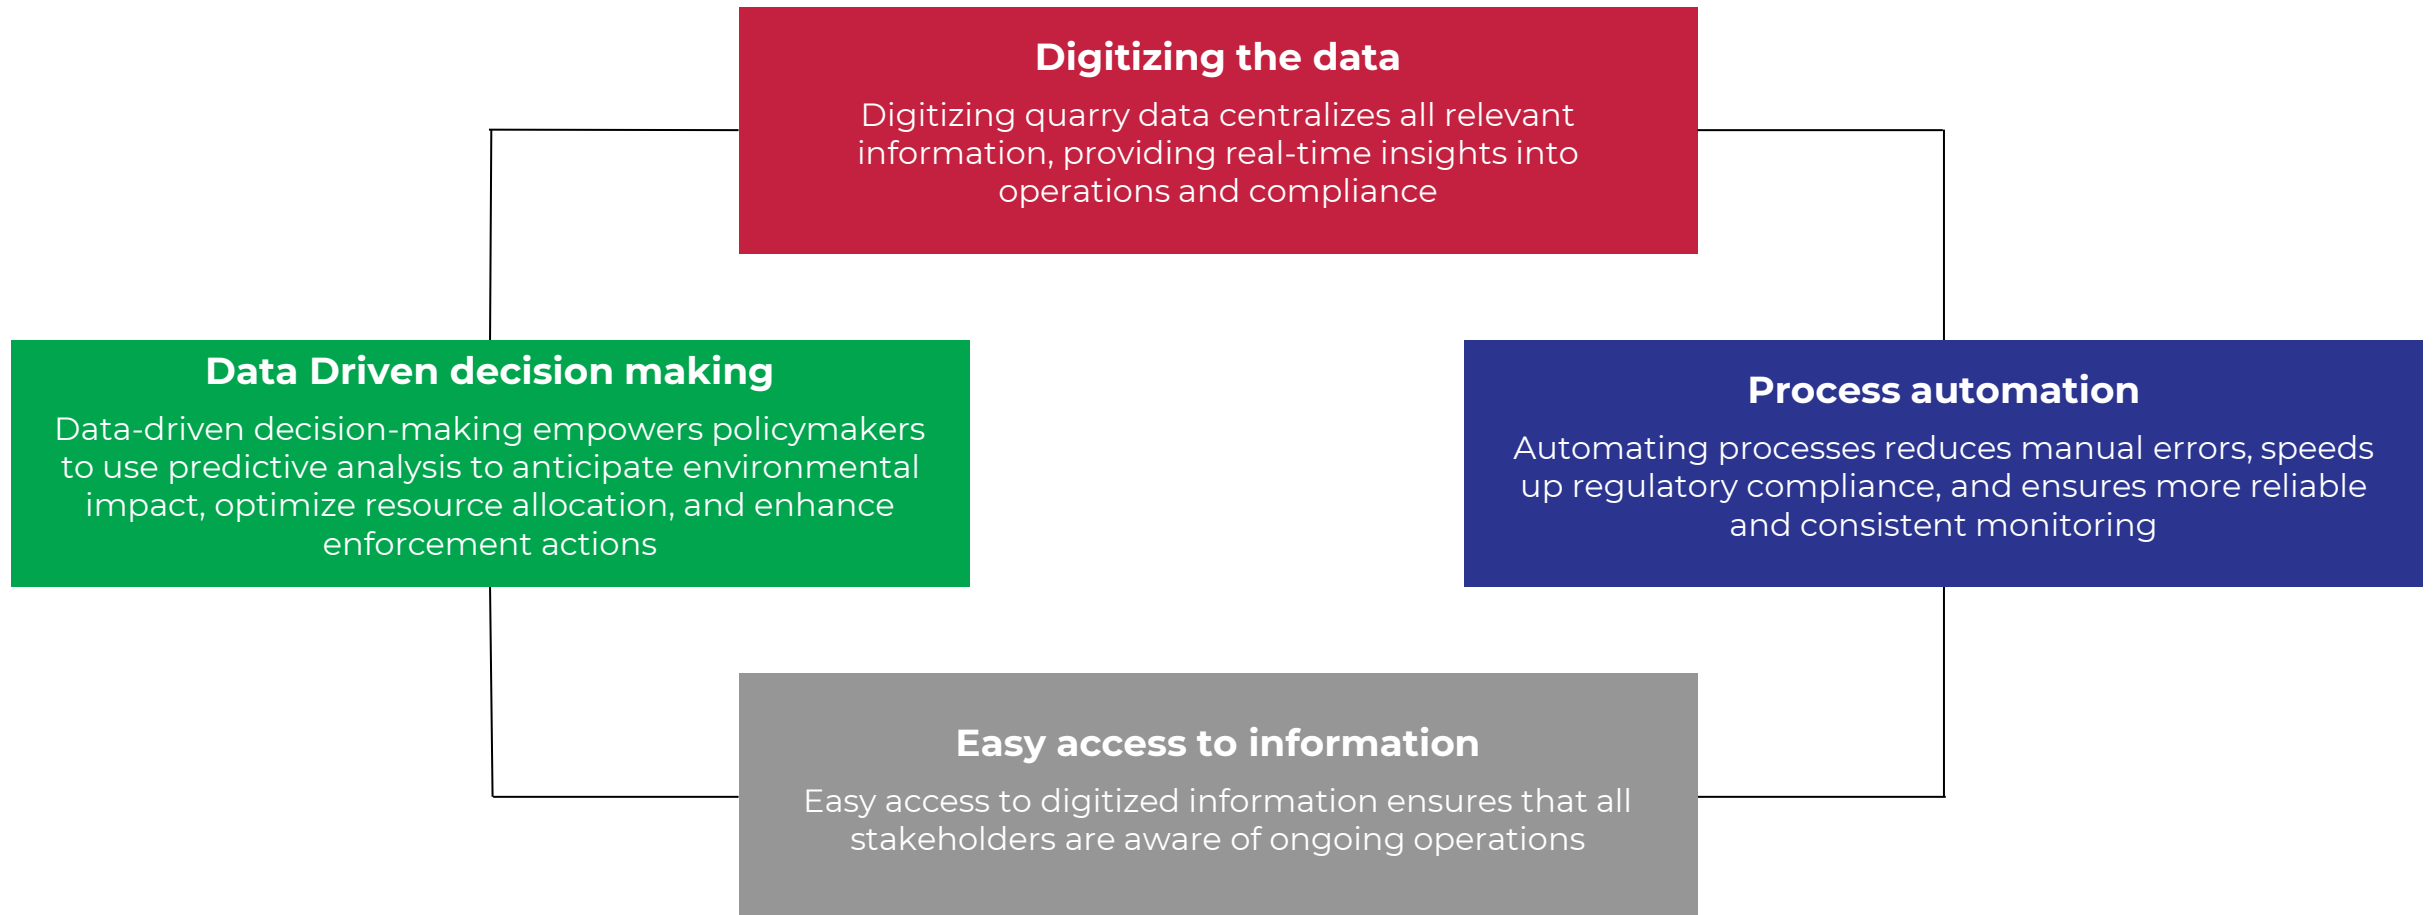 Digitizing the data
Digitizing quarry data centralizes all relevant
information, providing real-time insights into
operations and compliance
Data Driven decision making
Data-driven decision-making empowers policymakers
to use predictive analysis to anticipate environmental
impact, optimize resource allocation, and enhance
enforcement actions
Process automation
Automating processes reduces manual errors, speeds
up regulatory compliance, and ensures more reliable
and consistent monitoring
Easy access to information
Easy access to digitized information ensures that all
stakeholders are aware of ongoing operations